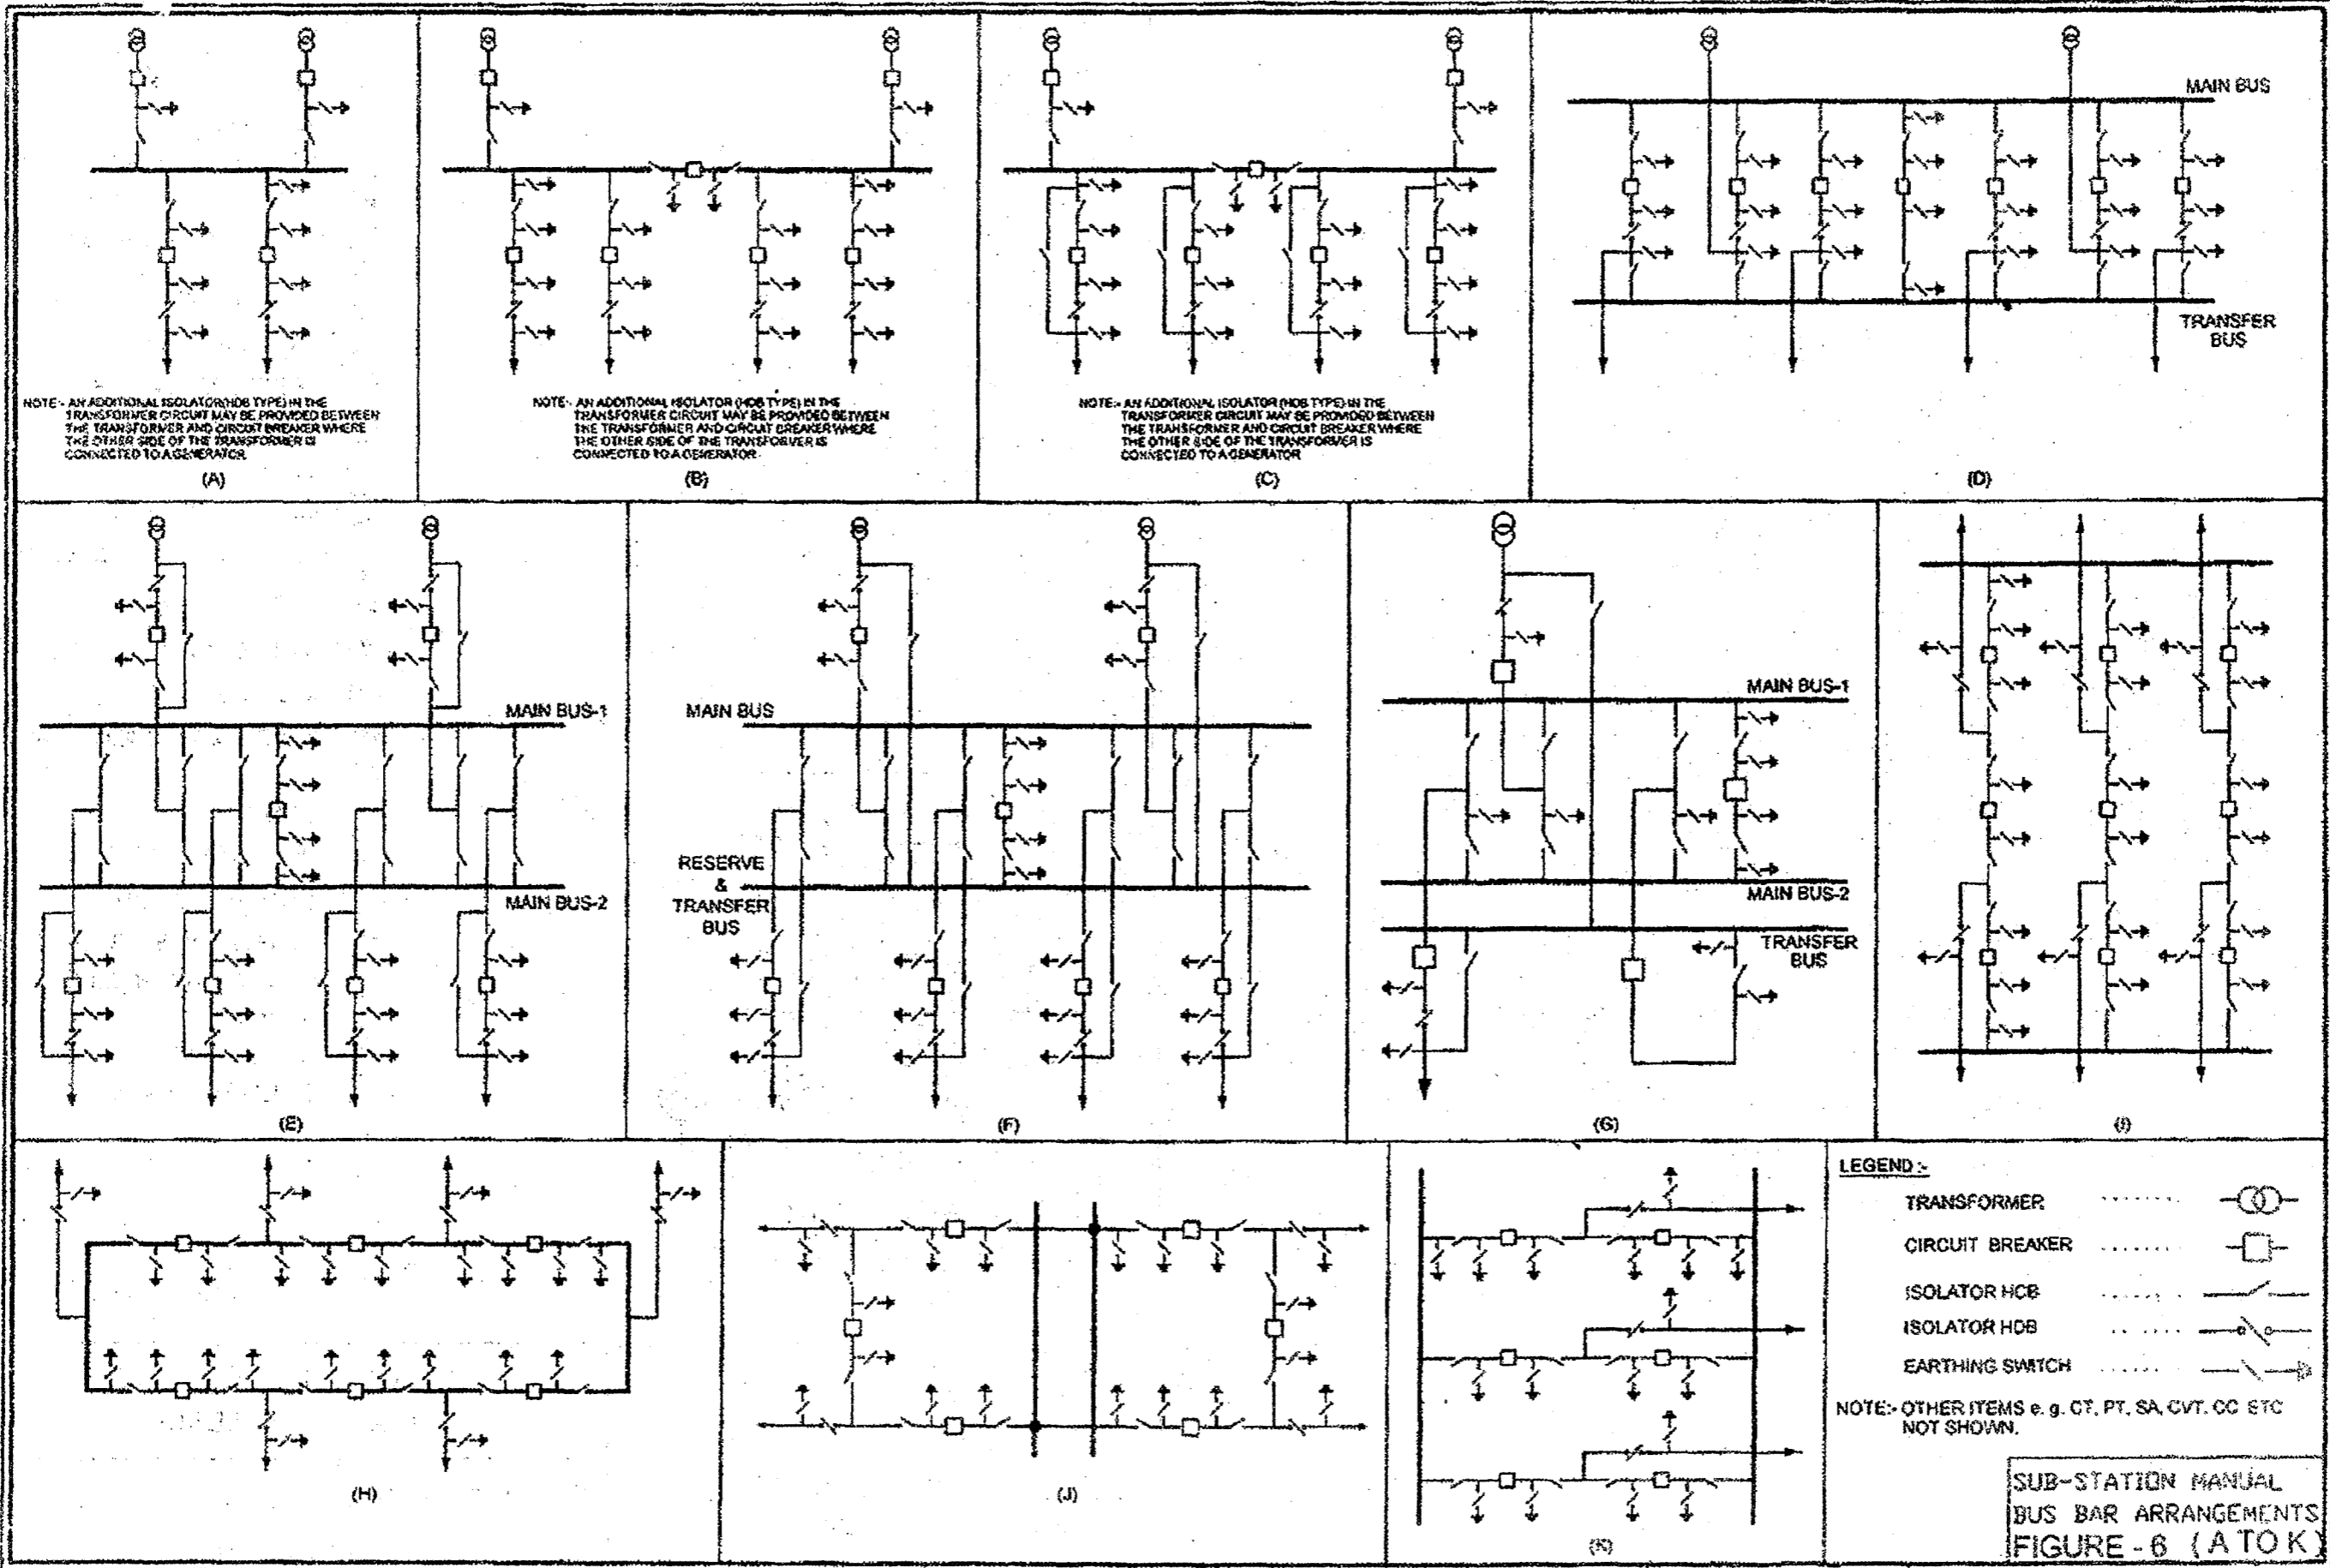 MAIN BUS
TRANSFER
BUS
NOTE:- AN ADDITIONAL ISOLATOR(HDB TYPE) IN THE
TRANSFORMER CIRCUIT MAY BE PROVIDED BETWEEN
THE TRANSFORMER AND CIRCUIT BREAKER WHERE
THE OTHER SIDE OF THE TRANSFORMER IS
CONNECTED TO A GENERATOR
(A)
NOTE:- AN ADDITIONAL ISOLATOR (HDB TYPE) IN THE
TRANSFORMER CIRCUIT MAY BE PROVIDED BETWEEN
THE TRANSFORMER AND CIRCUIT BREAKER WHERE
THE OTHER SIDE OF THE TRANSFORMER IS
CONNECTED TO A GENERATOR
(B)
NOTE:- AN ADDITIONAL ISOLATOR (HDB TYPE) IN THE
TRANSFORMER CIRCUIT MAY BE PROVIDED BETWEEN
THE TRANSFORMER AND CIRCUIT BREAKER WHERE
THE OTHER SIDE OF THE TRANSFORMER IS
CONNECTED TO A GENERATOR
(C)
(D)
MAIN BUS-1
MAIN BUS-2
(E)
MAIN BUS
RESERVE
&
TRANSFER
BUS
(F)
MAIN BUS-1
MAIN BUS-2
TRANSFER
BUS
(G)
(I)
(H)
(J)
(K)
LEGEND :-
TRANSFORMER
CIRCUIT BREAKER
ISOLATOR HCB
ISOLATOR HDB
EARTHING SWITCH
NOTE:- OTHER ITEMS e. g. CT, PT, SA, CVT. CC ETC
NOT SHOWN.
SUB-STATION MANUAL
BUS BAR ARRANGEMENTS
FIGURE - 6 (A TO K)